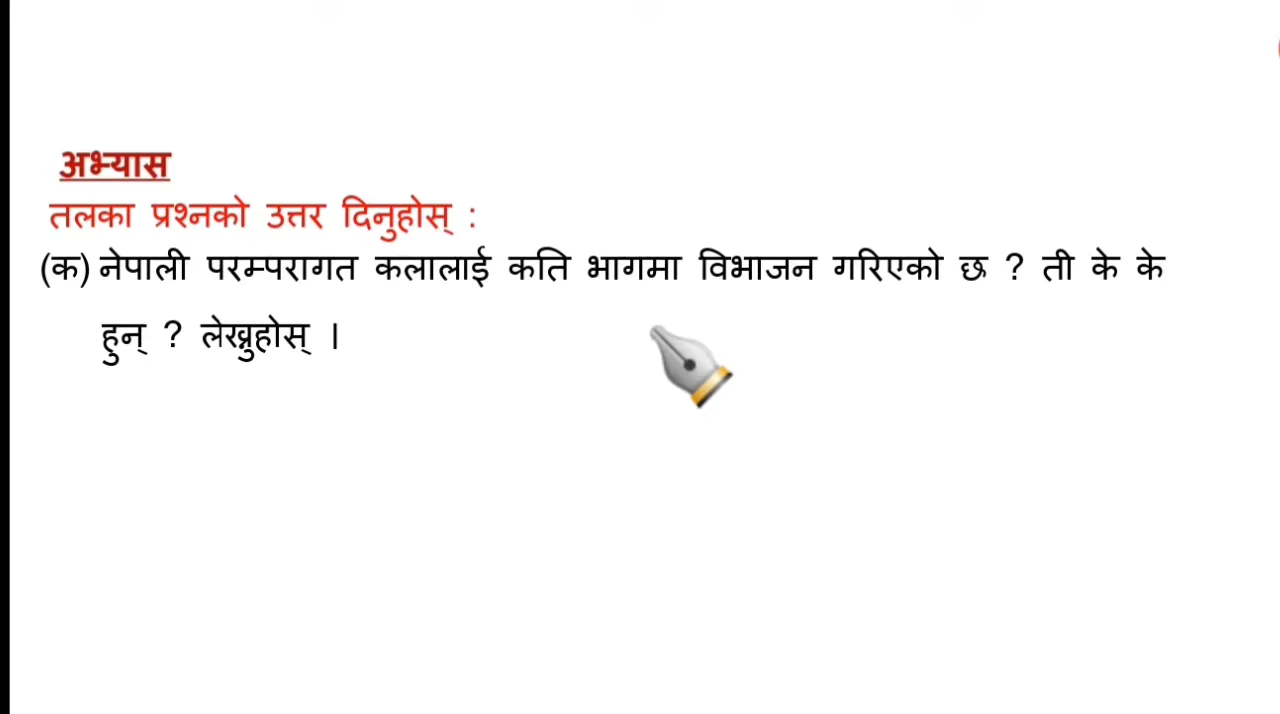 अभ्यास
तलका प्रश्नको उत्तर दिनुहोस् :
(क) नेपाली परम्परागत कलालाई कति भागमा विभाजन गरिएको छ ? ती के के
हुन् ? लेख्नुहोस् ।